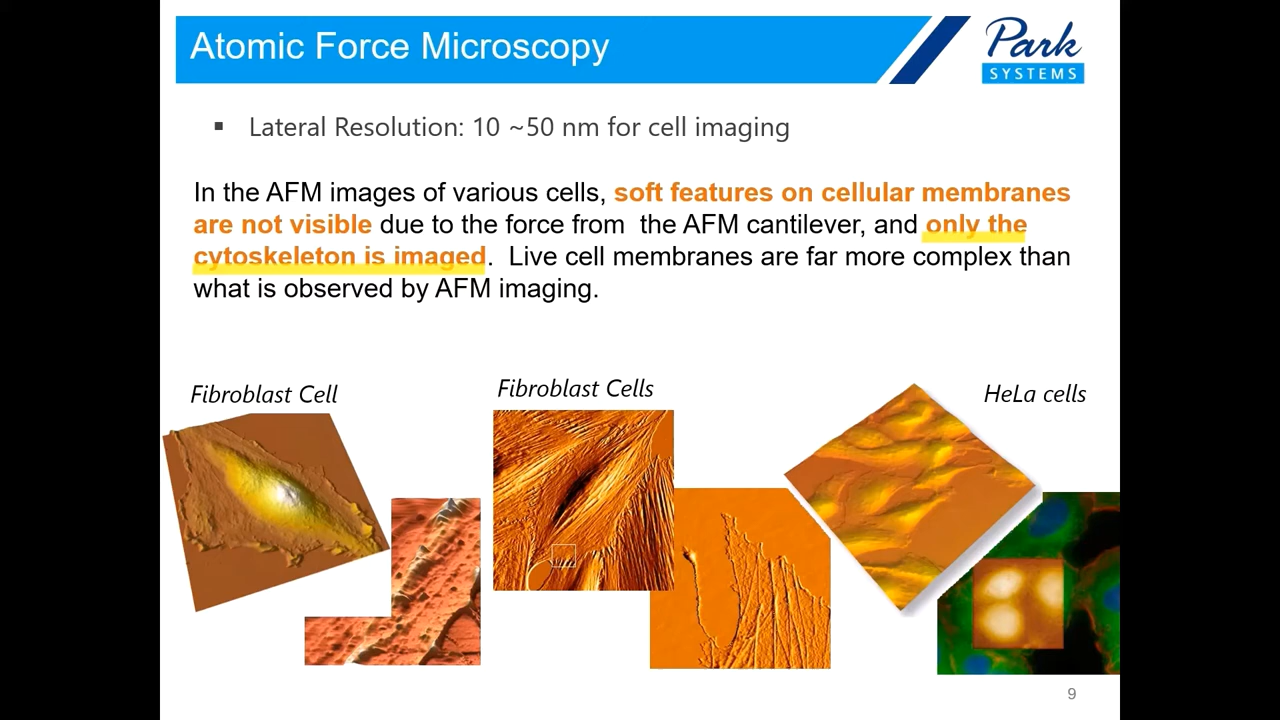 Atomic Force Microscopy
Park
SYSTEMS
▪ Lateral Resolution: 10 ~50 nm for cell imaging
In the AFM images of various cells, soft features on cellular membranes
are not visible due to the force from  the AFM cantilever, and only the
cytoskeleton is imaged.  Live cell membranes are far more complex than
what is observed by AFM imaging.
Fibroblast Cell
Fibroblast Cells
HeLa cells
9